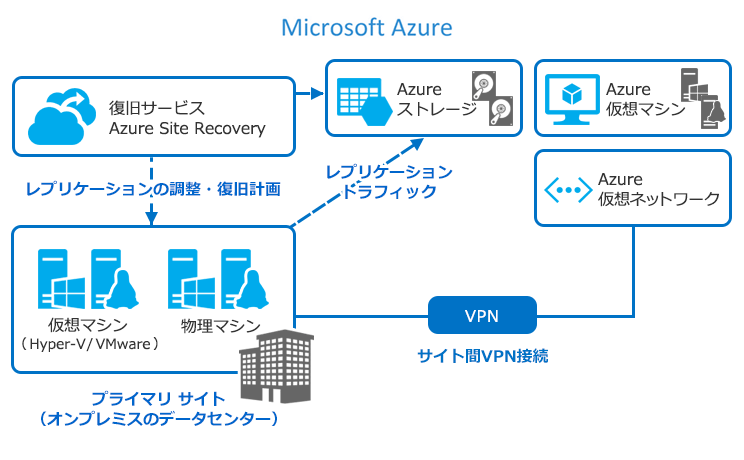 Microsoft Azure
復旧サービス
Azure Site Recovery
Azure
ストレージ
Azure
仮想マシン
レプリケーションの調整・復旧計画
レプリケーション
トラフィック
Azure
仮想ネットワーク
仮想マシン
（Hyper-V/ VMware）
物理マシン
VPN
サイト間VPN接続
プライマリ サイト
（オンプレミスのデータセンター）